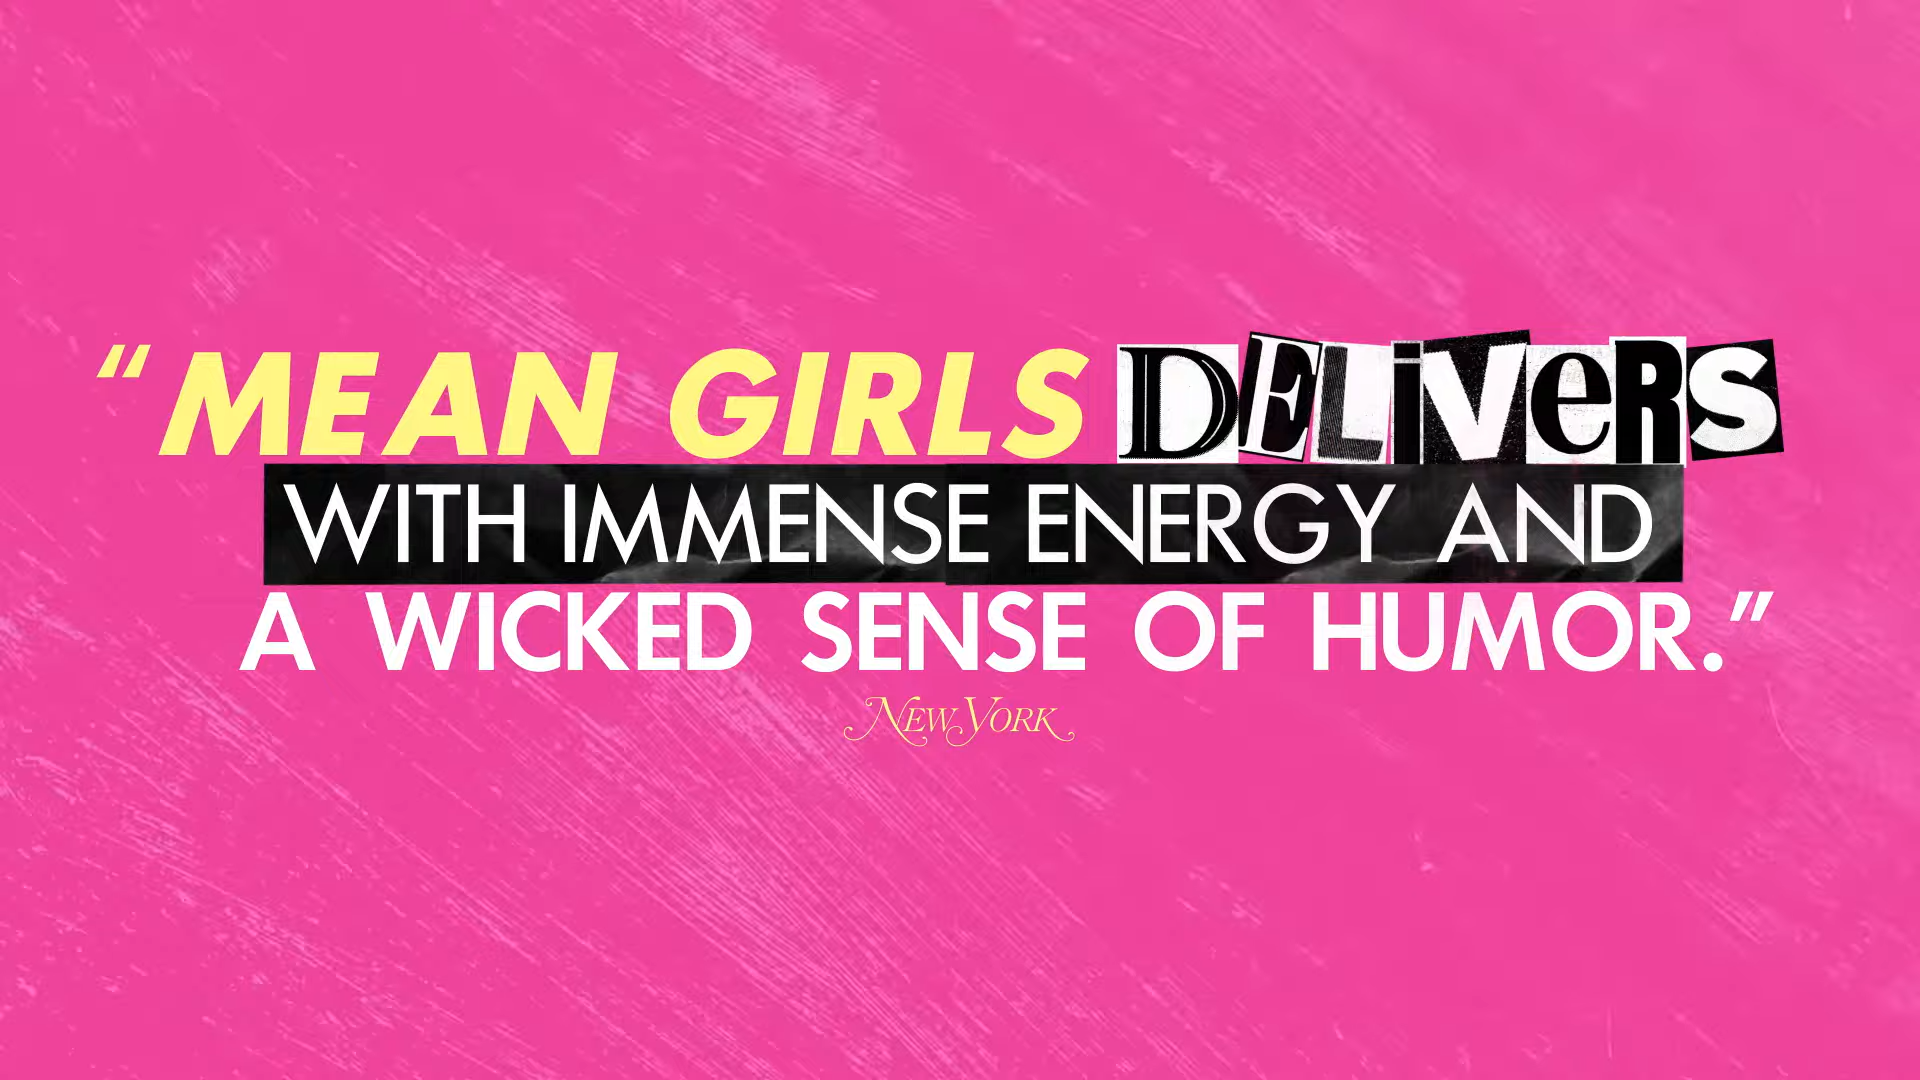 “MEAN GIRLS DELiVeRS
WITH IMMENSE ENERGY AND
A WICKED SENSE OF HUMOR.”
NEW YORK